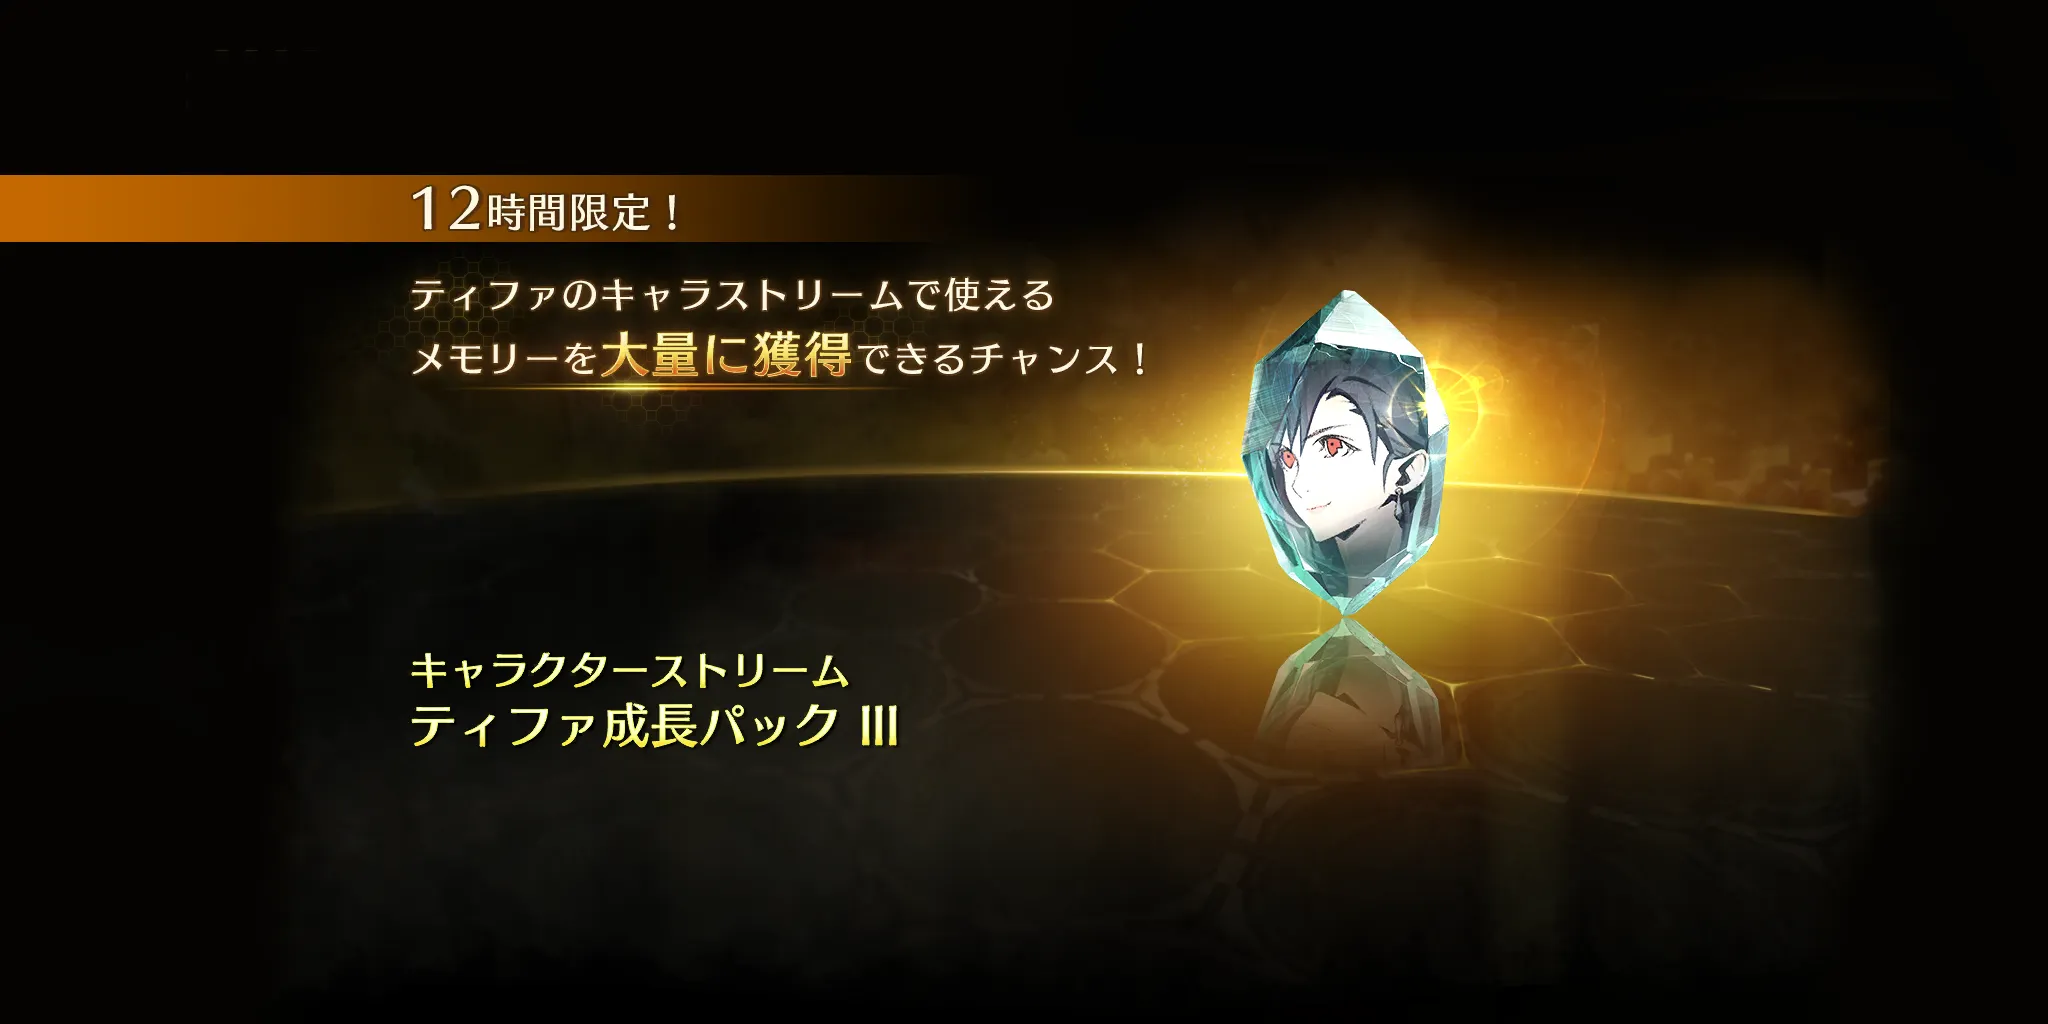 12時間限定！
ティファのキャラストリームで使える
メモリーを大量に獲得できるチャンス！
キャラクターストリーム
ティファ成長パック Ⅲ